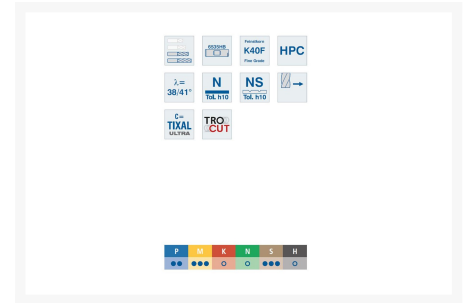 6535HB
Feinstkorn
K40F
Fine Grade
HPC
λ=
38/41°
N
Tol. h10
NS
Tol. h10
C=
TIXAL
ULTRA
TRO
CUT
P M K N S H